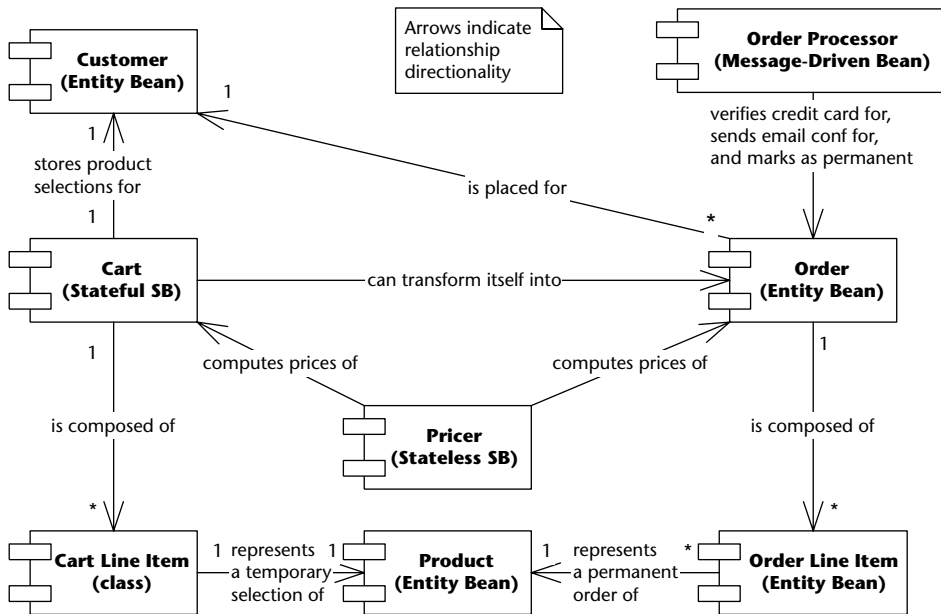 Customer
(Entity Bean)
Arrows indicate
relationship
directionality
Order Processor
(Message-Driven Bean)
1
1
verifies credit card for,
sends email conf for,
and marks as permanent
stores product
selections for
is placed for
1
*
Cart
(Stateful SB)
can transform itself into
Order
(Entity Bean)
1
1
computes prices of
computes prices of
is composed of
Pricer
(Stateless SB)
is composed of
*
*
Cart Line Item
(class)
1
represents
a temporary
selection of
1
Product
(Entity Bean)
1
represents
a permanent
order of
*
Order Line Item
(Entity Bean)